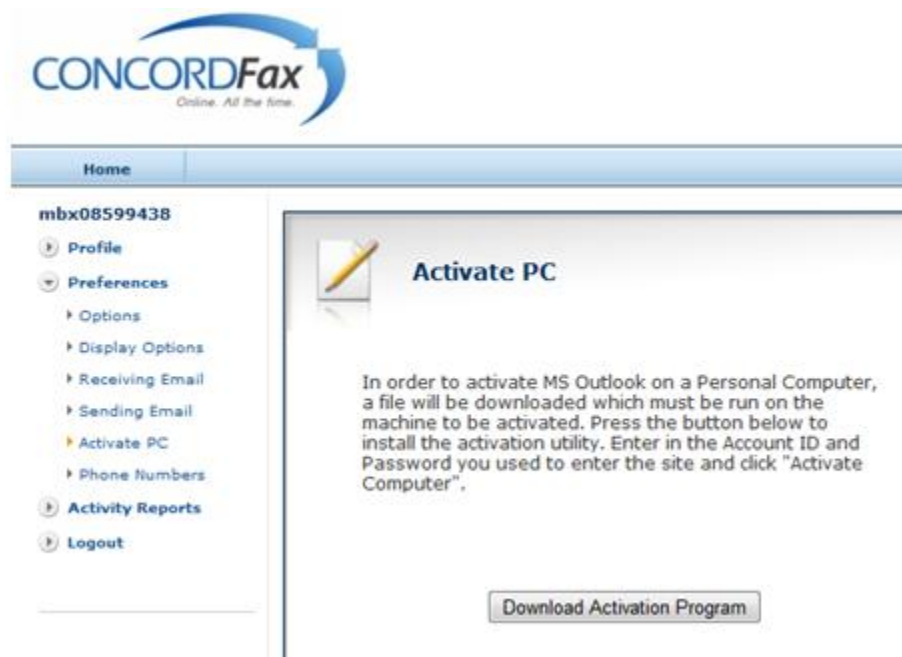 CONCORDFax
Online. All the time.
Home
mbx08599438
Profile
Preferences
Options
Display Options
Receiving Email
Sending Email
Activate PC
Phone Numbers
Activity Reports
Logout
Activate PC
In order to activate MS Outlook on a Personal Computer,
a file will be downloaded which must be run on the
machine to be activated. Press the button below to
install the activation utility. Enter in the Account ID and
Password you used to enter the site and click "Activate
Computer".
Download Activation Program